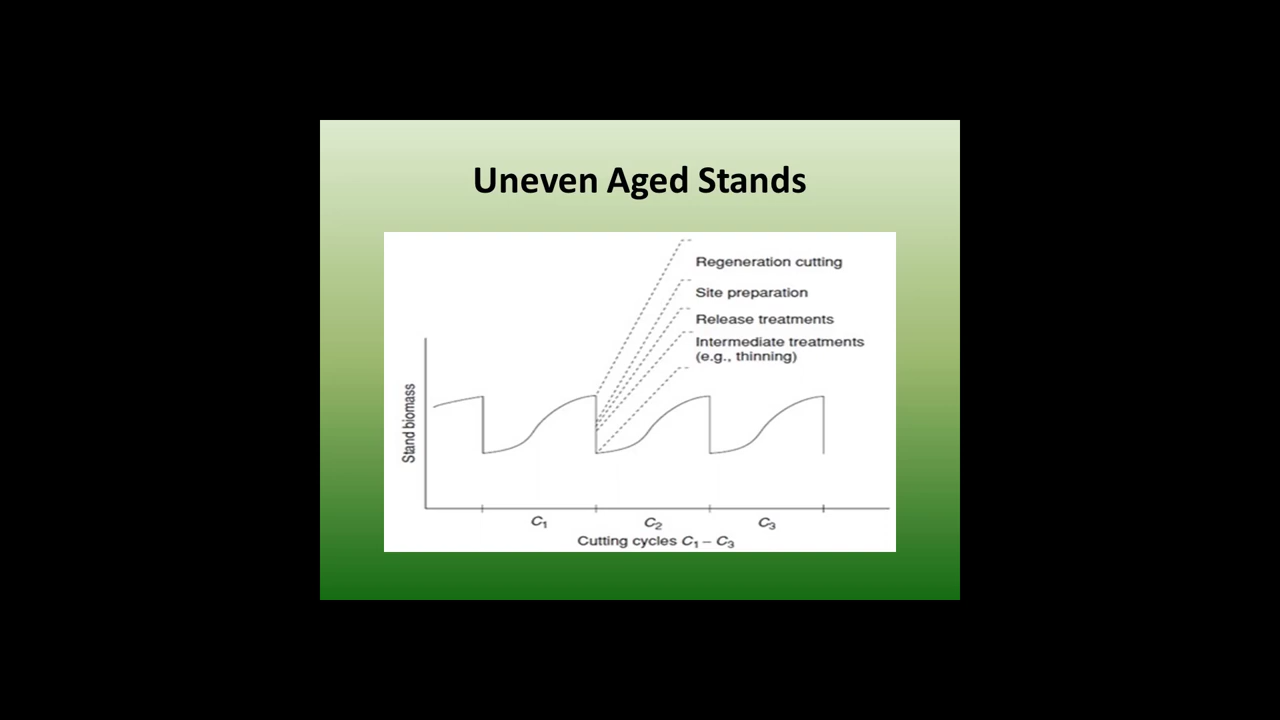 Uneven Aged Stands
Regeneration cutting
Site preparation
Release treatments
Intermediate treatments
(e.g., thinning)
Stand biomass
C₁
C₂
C₃
Cutting cycles C₁ – C₃